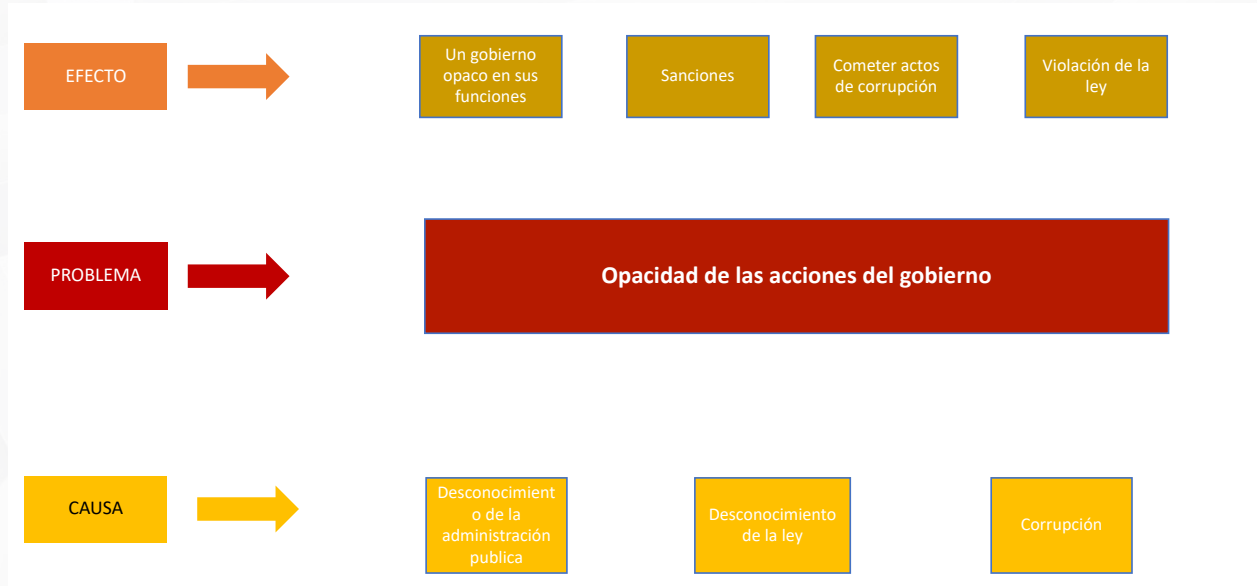 EFECTO
Un gobierno
opaco en sus
funciones
Sanciones
Cometer actos
de corrupción
Violación de la
ley
PROBLEMA
Opacidad de las acciones del gobierno
CAUSA
Desconocimient
o de la
administración
publica
Desconocimiento
de la ley
Corrupción